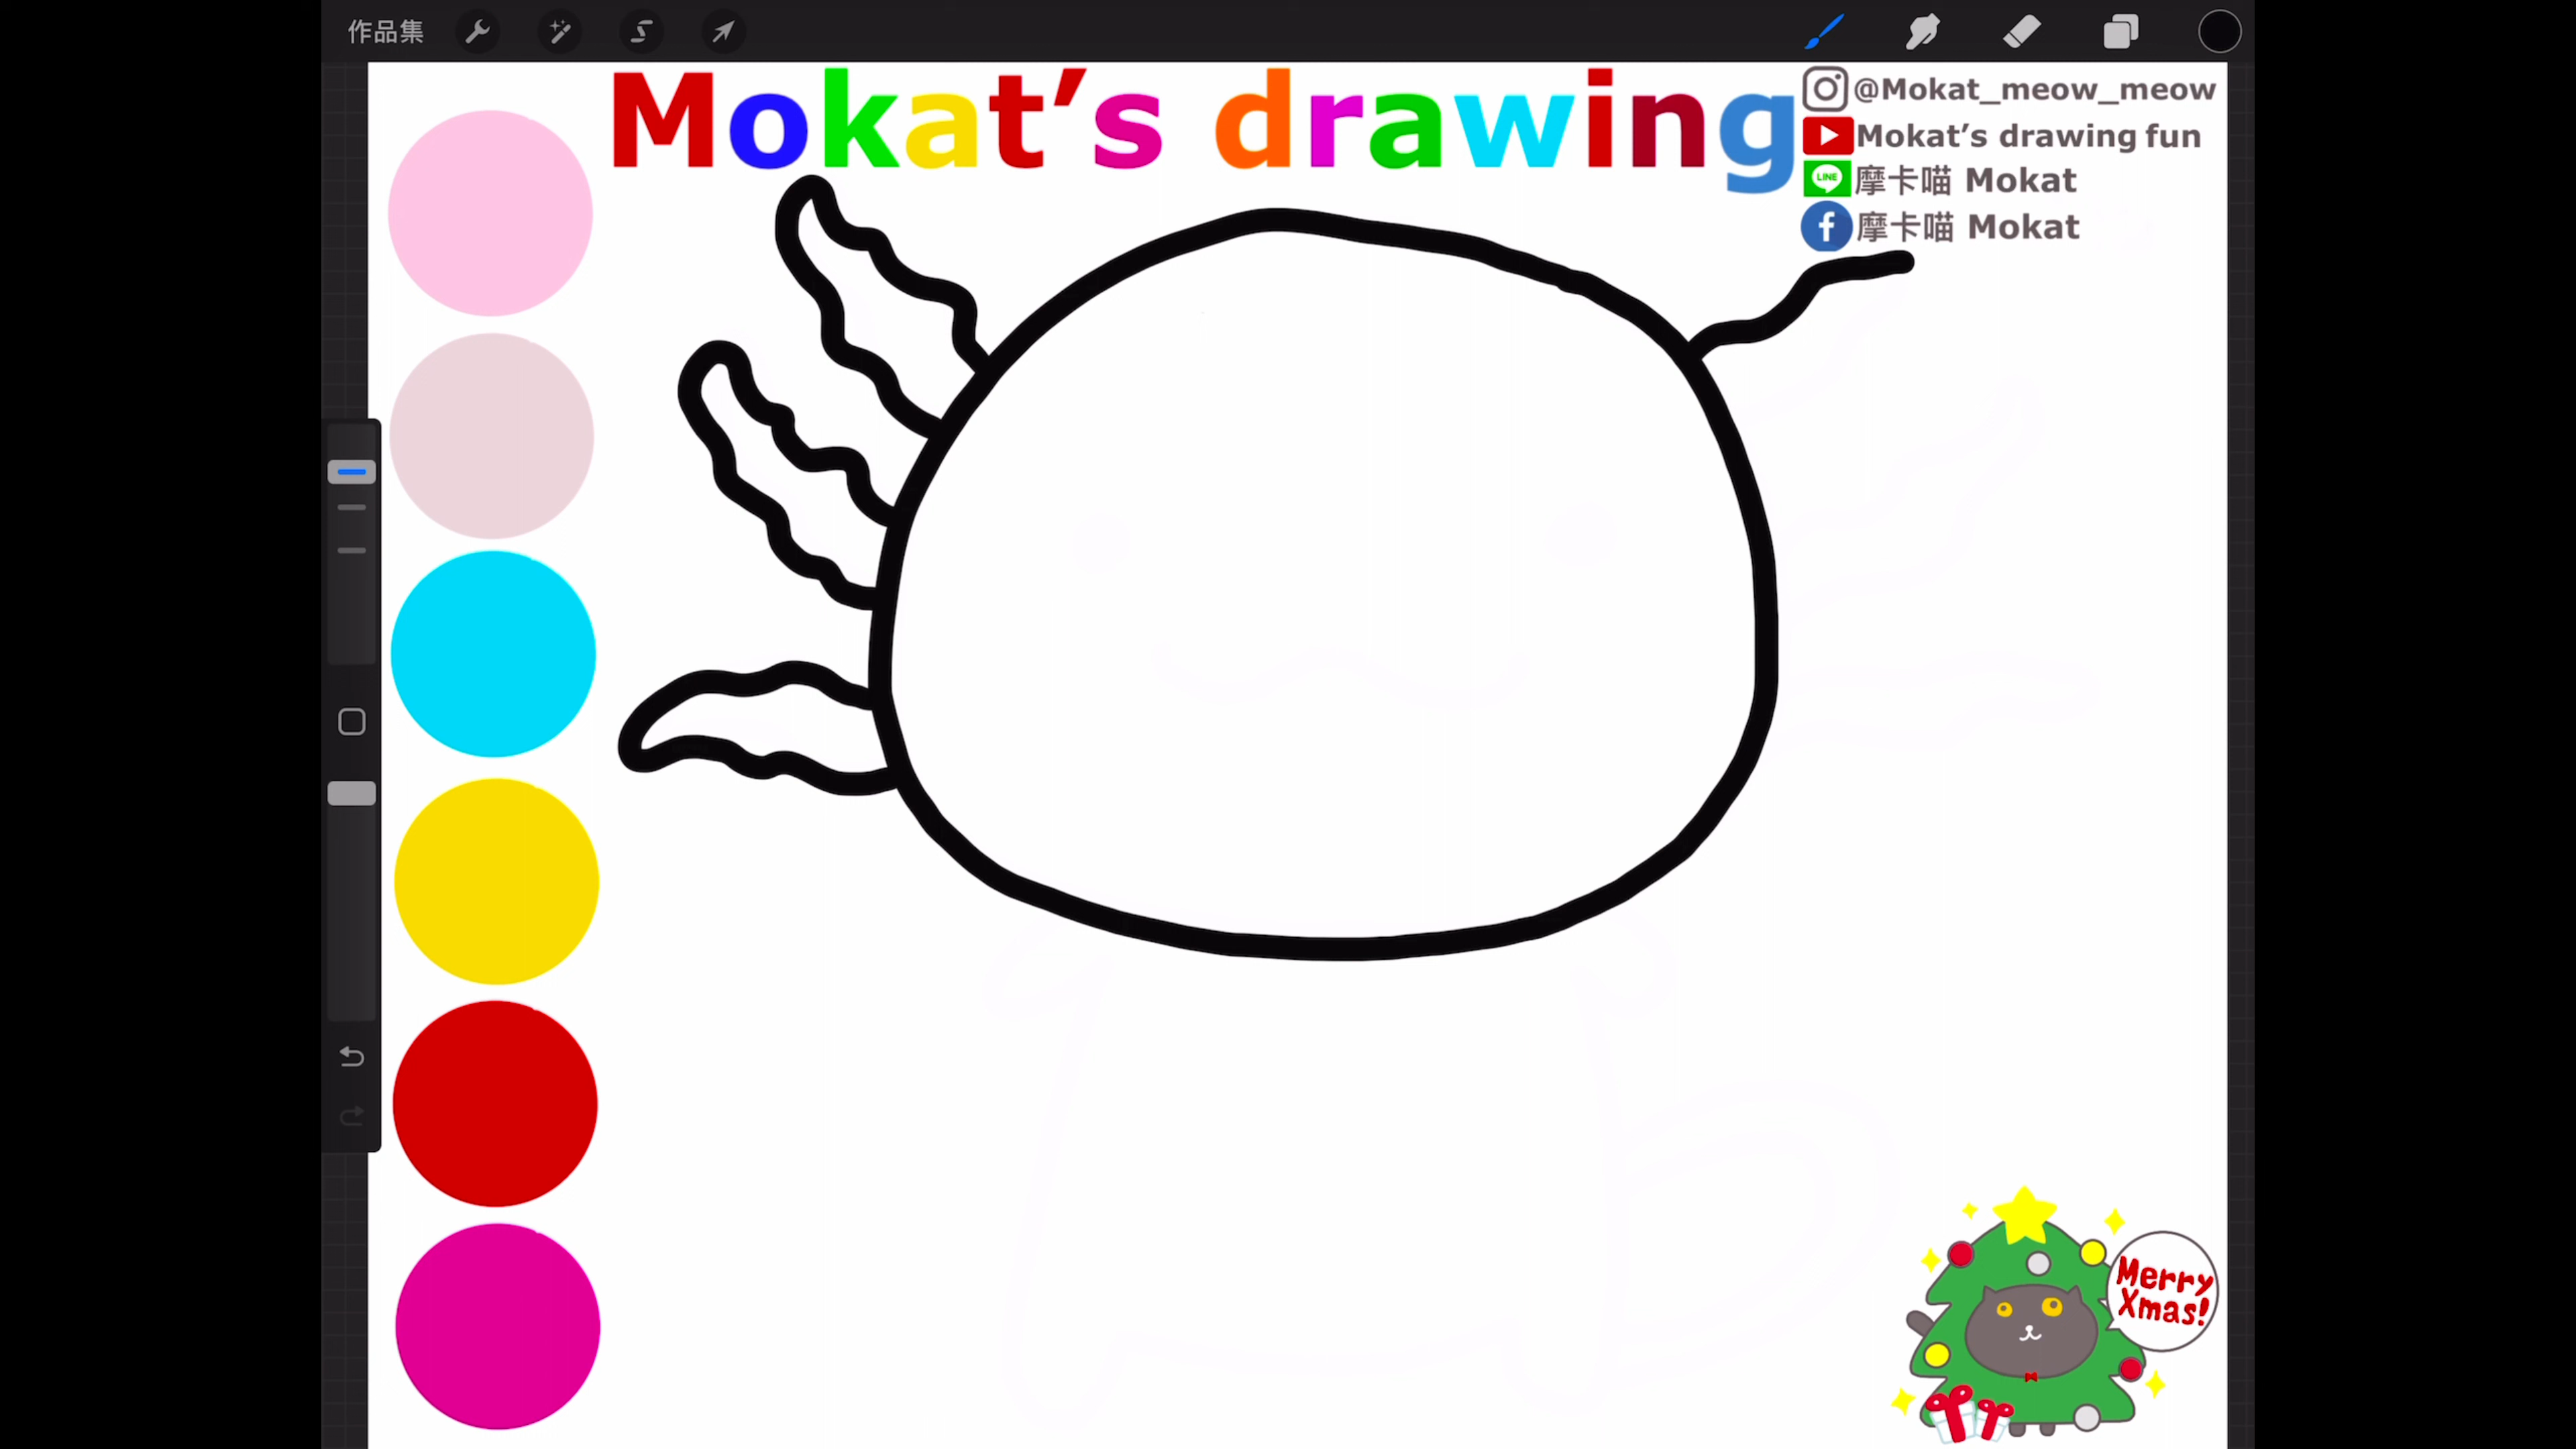 作品集
Mokat’s drawing
@Mokat_meow_meow
Mokat’s drawing fun
LINE
摩卡喵 Mokat
摩卡喵 Mokat
Merry
Xmas!